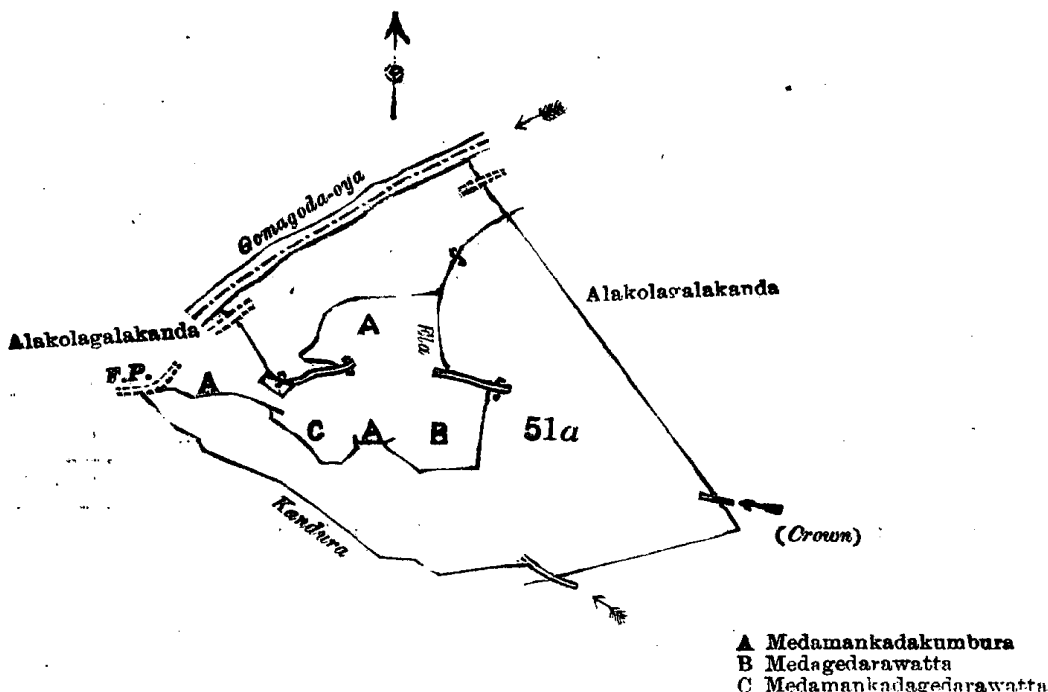 Gomagoda-oya
Alakolagalakanda
Alakolagalakanda
F.P.
A
A
Ela
C
A
B
51a
Kandura
(Crown)
A Medamankadakumbura
B Medagedarawatta
C Medamankadagedarawatta